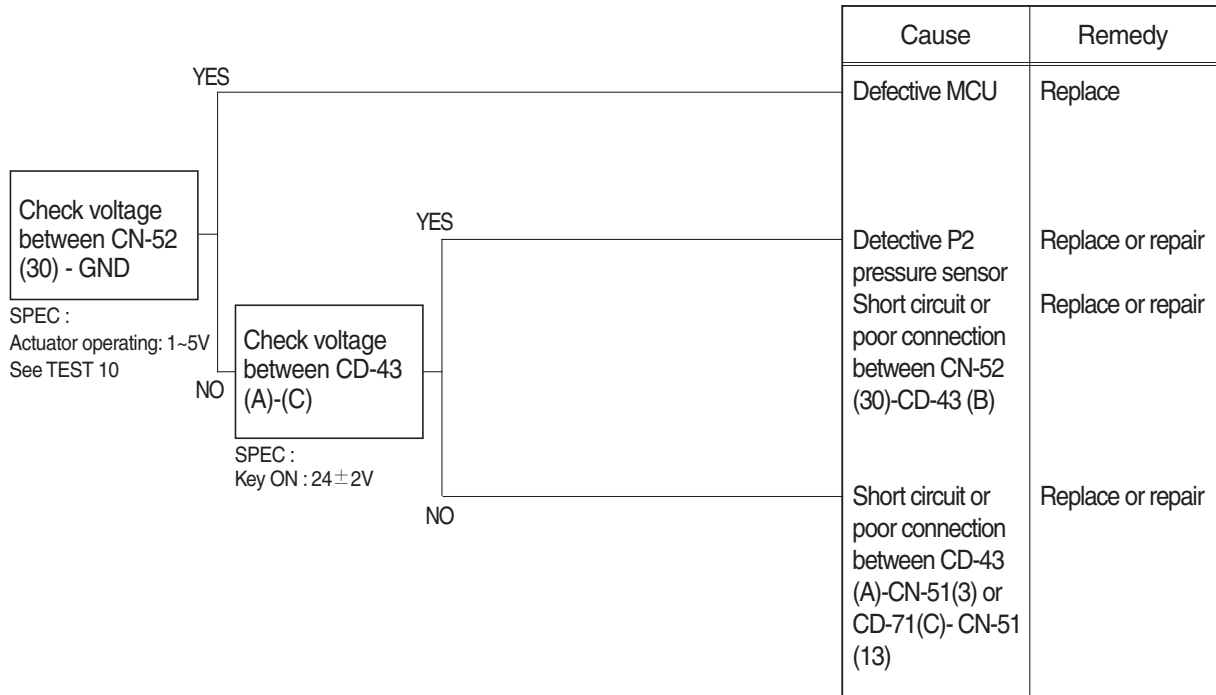 Cause
Remedy
YES
Defective MCU
Replace
Check voltage
between CN-52
(30) - GND
SPEC :
Actuator operating: 1~5V
See TEST 10
YES
Detective P2
pressure sensor
Replace or repair
Short circuit or
poor connection
between CN-52
(30)-CD-43 (B)
Replace or repair
NO
Check voltage
between CD-43
(A)-(C)
SPEC :
Key ON : 24±2V
NO
Short circuit or
poor connection
between CD-43
(A)-CN-51(3) or
CD-71(C)- CN-51
(13)
Replace or repair